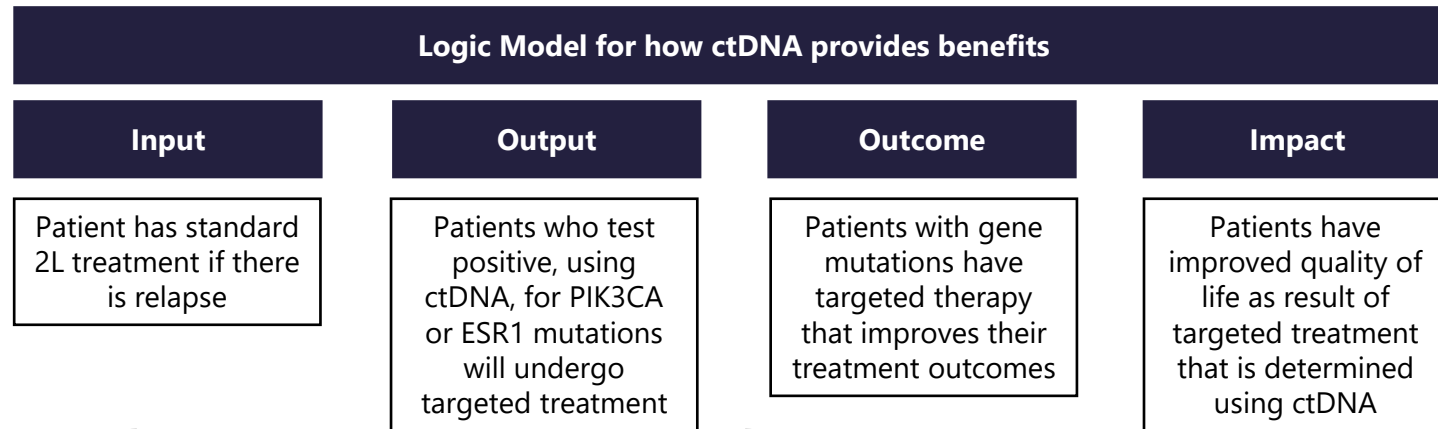 Logic Model for how ctDNA provides benefits
Input
Output
Outcome
Impact
Patient has standard
2L treatment if there
is relapse
Patients who test
positive, using
ctDNA, for PIK3CA
or ESR1 mutations
will undergo
targeted treatment
Patients with gene
mutations have
targeted therapy
that improves their
treatment outcomes
Patients have
improved quality of
life as result of
targeted treatment
that is determined
using ctDNA